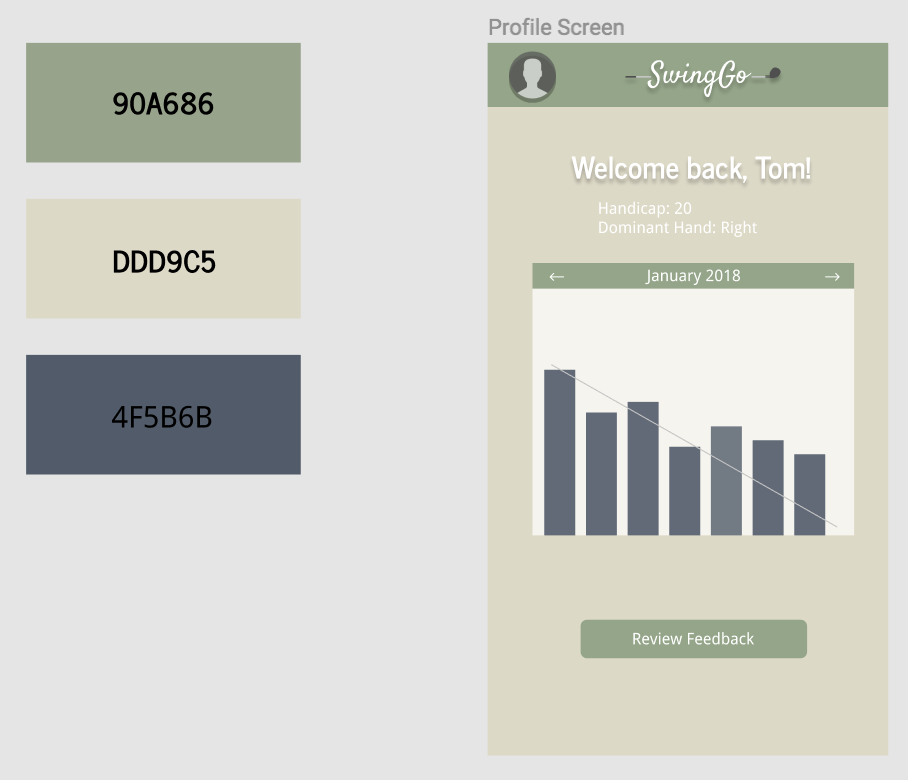 90A686
DDD9C5
4F5B6B
Profile Screen
SwingGo
Welcome back, Tom!
Handicap: 20
Dominant Hand: Right
← January 2018 →
Review Feedback